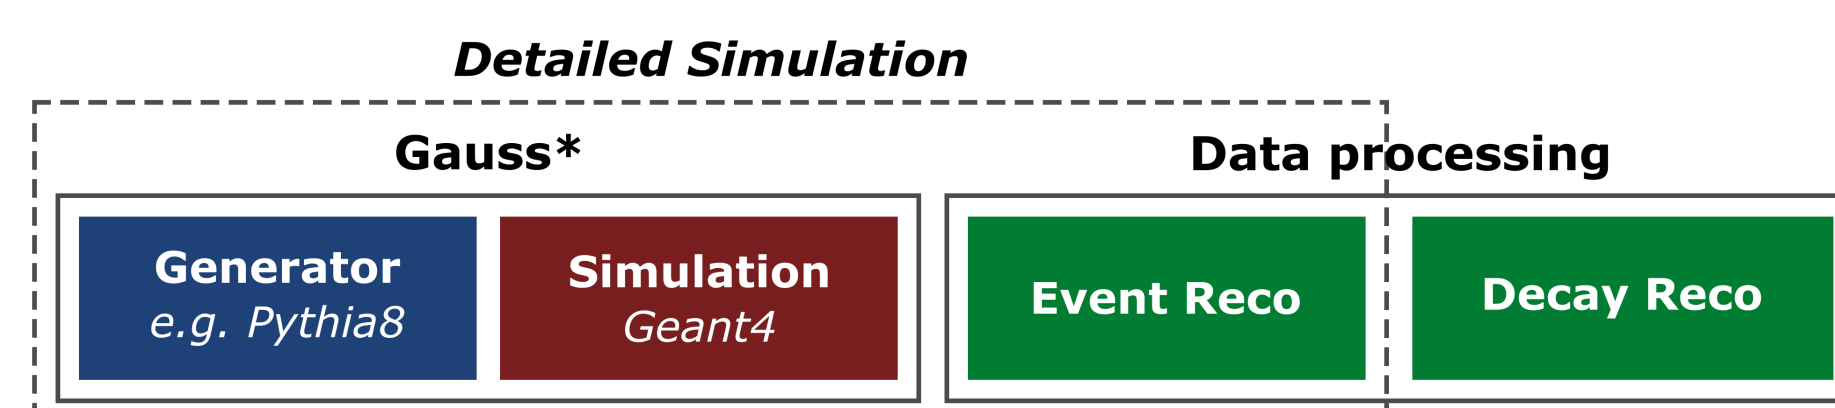 Detailed Simulation
Gauss*
Data processing
Generator
e.g. Pythia8
Simulation
Geant4
Event Reco
Decay Reco